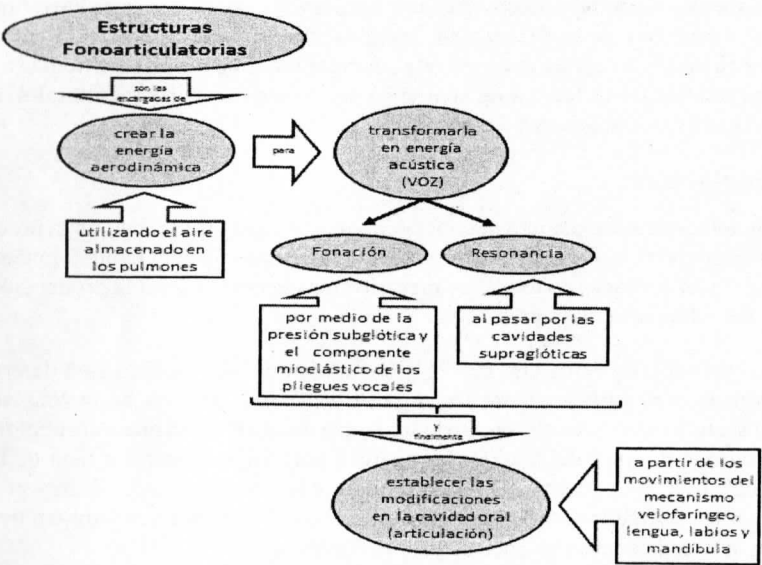 Estructuras
Fonoarticulatorias
son las
encargadas de
crear la
energía
aerodinámica
para
transformarla
en energía
acústica
(VOZ)
utilizando el aire
almacenado en
los pulmones
Fonación
Resonancia
por medio de la
presión subglótica y
el componente
mioelástico de los
pliegues vocales
al pasar por las
cavidades
supraglóticas
y
finalmente
establecer las
modificaciones
en la cavidad oral
(articulación)
a partir de los
movimientos del
mecanismo
velofaríngeo,
lengua, labios y
mandíbula